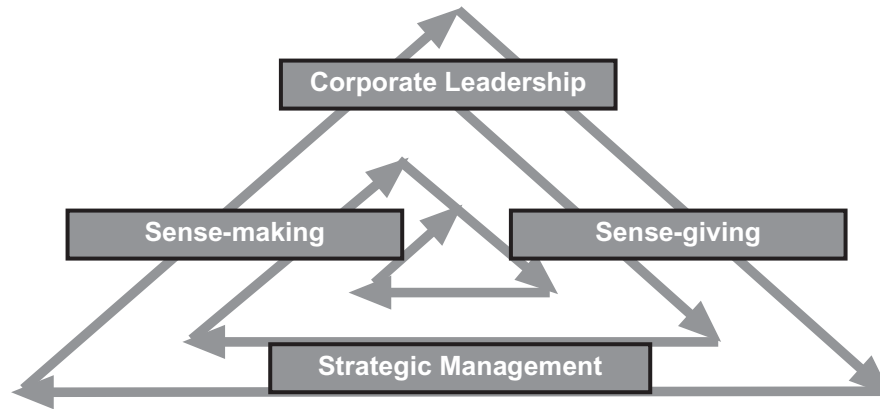 Corporate Leadership
Sense-making
Sense-giving
Strategic Management